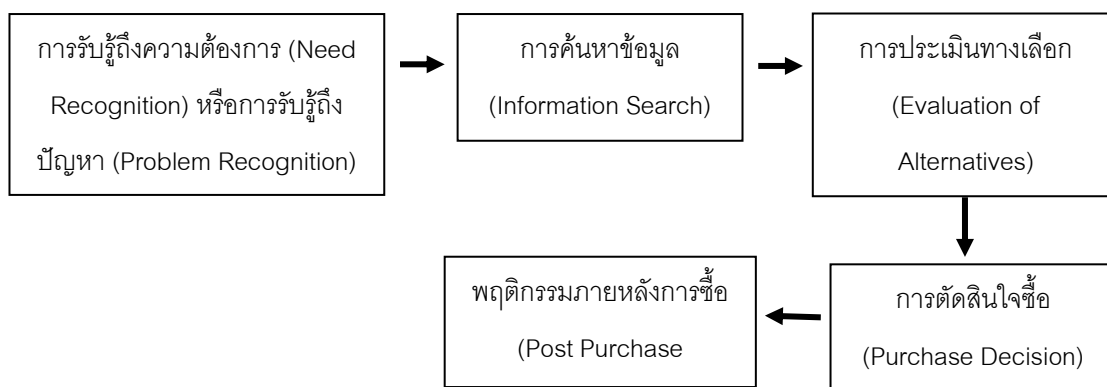 การรับรู้ถึงความต้องการ (Need
Recognition) หรือการรับรู้ถึง
ปัญหา (Problem Recognition)
การค้นหาข้อมูล
(Information Search)
การประเมินทางเลือก
(Evaluation of
Alternatives)
การตัดสินใจซื้อ
(Purchase Decision)
พฤติกรรมภายหลังการซื้อ
(Post Purchase